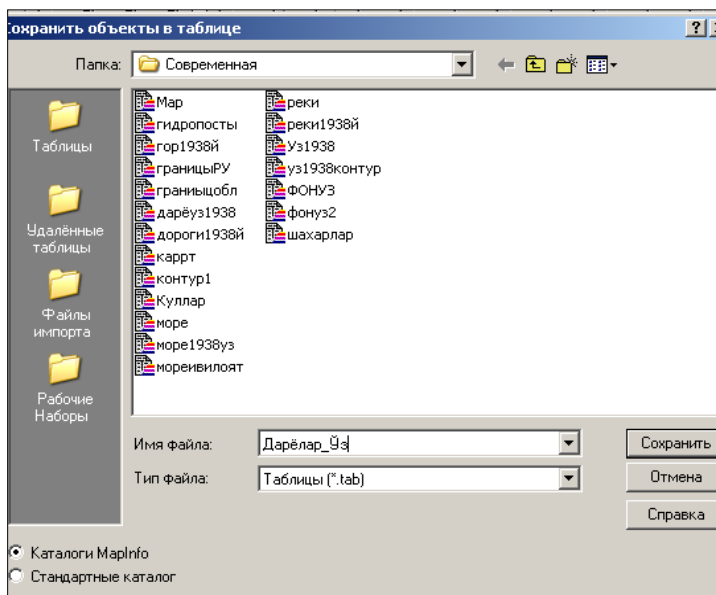 Сохранить объекты в таблице
Папка: Современная
Таблицы
Удалённые
таблицы
Файлы
импорта
Рабочие
Наборы
Мар
гидропосты
гор1938й
границыРУ
граниыцобл
дарёуз1938
дороги1938й
каррт
контур1
Куллар
море
море1938уз
мореивилоят
реки
реки1938й
Уз1938
уз1938контур
ФОНУЗ
фонуз2
шахарлар
Имя файла: Дарёлар_Ўз
Сохранить
Тип файла: Таблицы (*.tab)
Отмена
Справка
Каталоги MapInfo
Стандартные каталог